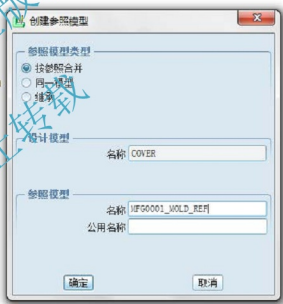 创建参照模型
参照模型类型
按参照合并
同一模型
继承
设计模型
名称 COVER
参照模型
名称 MFG0001_MOLD_REF
公用名称
确定 取消